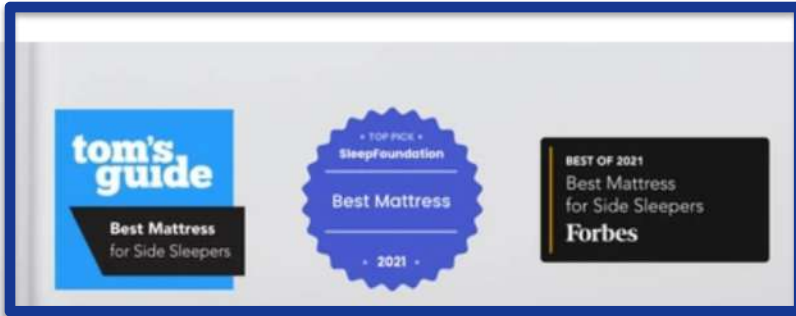 tom's
guide
Best Mattress
for Side Sleepers
• TOP PICK •
SleepFoundation
Best Mattress
• 2021 •
BEST OF 2021
Best Mattress
for Side Sleepers
Forbes